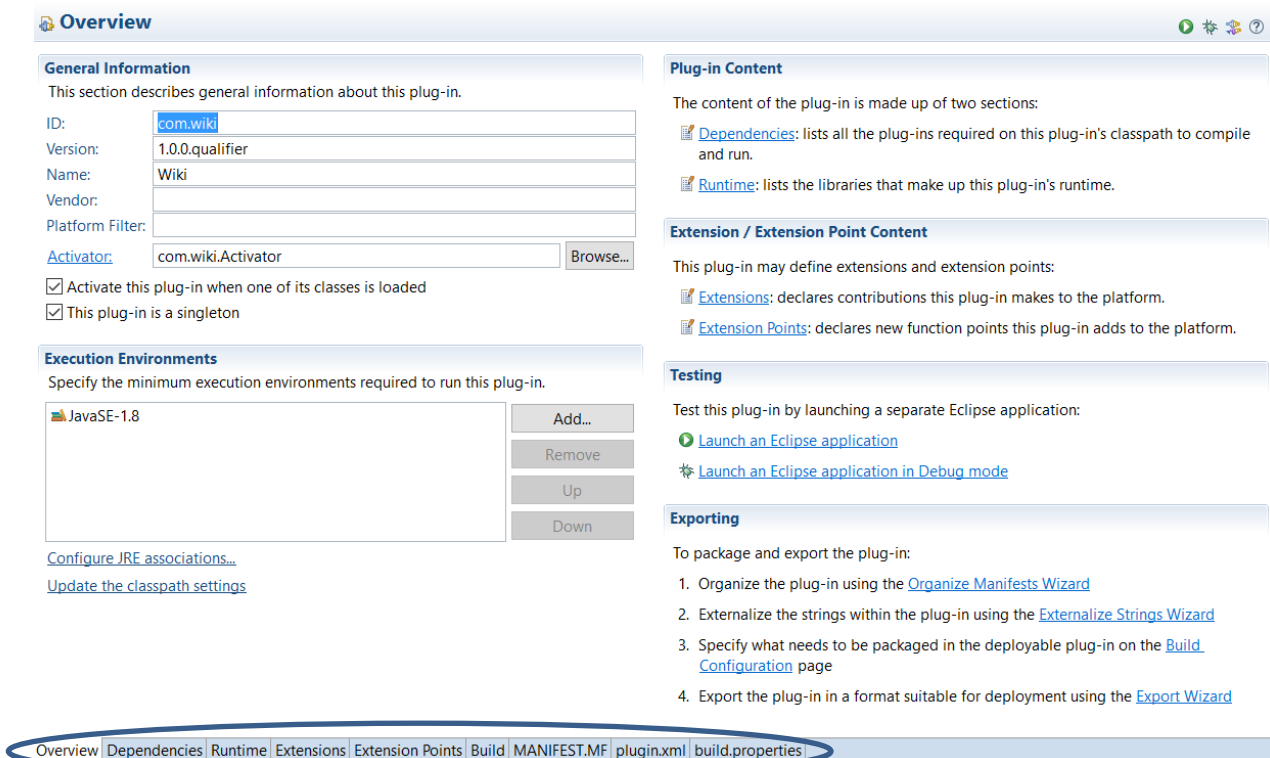 Overview
General Information
This section describes general information about this plug-in.
ID: com.wiki
Version: 1.0.0.qualifier
Name: Wiki
Vendor:
Platform Filter:
Activator: com.wiki.Activator Browse...
Activate this plug-in when one of its classes is loaded
This plug-in is a singleton
Execution Environments
Specify the minimum execution environments required to run this plug-in.
JavaSE-1.8
Add...
Remove
Up
Down
Configure JRE associations...
Update the classpath settings
Plug-in Content
The content of the plug-in is made up of two sections:
Dependencies: lists all the plug-ins required on this plug-in's classpath to compile
and run.
Runtime: lists the libraries that make up this plug-in's runtime.
Extension / Extension Point Content
This plug-in may define extensions and extension points:
Extensions: declares contributions this plug-in makes to the platform.
Extension Points: declares new function points this plug-in adds to the platform.
Testing
Test this plug-in by launching a separate Eclipse application:
Launch an Eclipse application
Launch an Eclipse application in Debug mode
Exporting
To package and export the plug-in:
1. Organize the plug-in using the Organize Manifests Wizard
2. Externalize the strings within the plug-in using the Externalize Strings Wizard
3. Specify what needs to be packaged in the deployable plug-in on the Build
Configuration page
4. Export the plug-in in a format suitable for deployment using the Export Wizard
Overview Dependencies Runtime Extensions Extension Points Build MANIFEST.MF plugin.xml build.properties